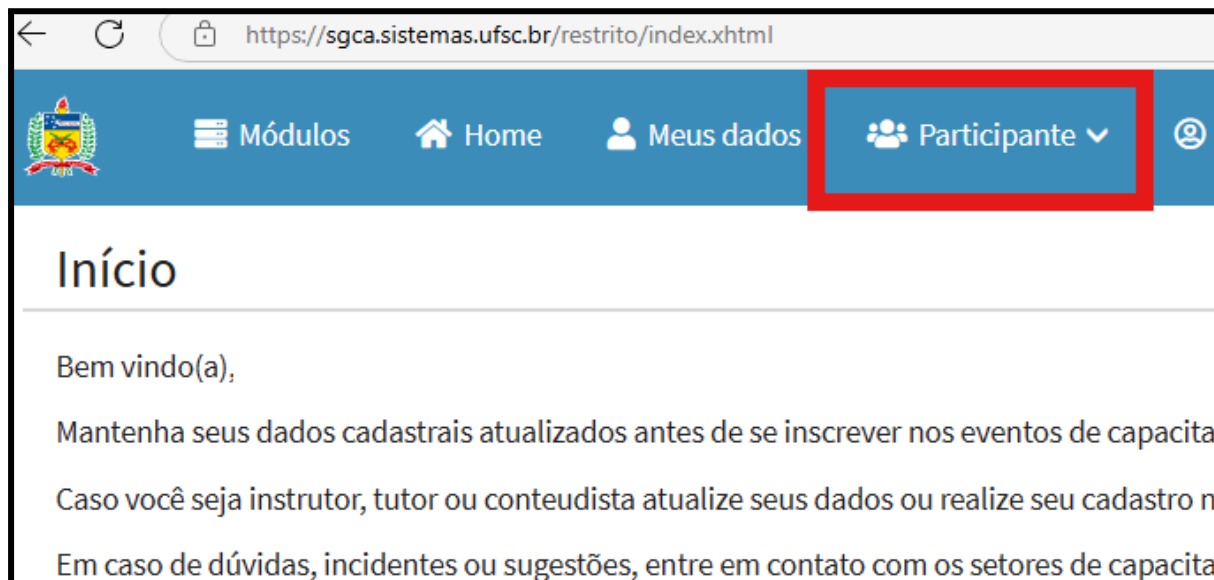 https://sgca.sistemas.ufsc.br/restrito/index.xhtml
Módulos Home Meus dados Participante
Início
Bem vindo(a),
Mantenha seus dados cadastrais atualizados antes de se inscrever nos eventos de capacita
Caso você seja instrutor, tutor ou conteudista atualize seus dados ou realize seu cadastro n
Em caso de dúvidas, incidentes ou sugestões, entre em contato com os setores de capacita